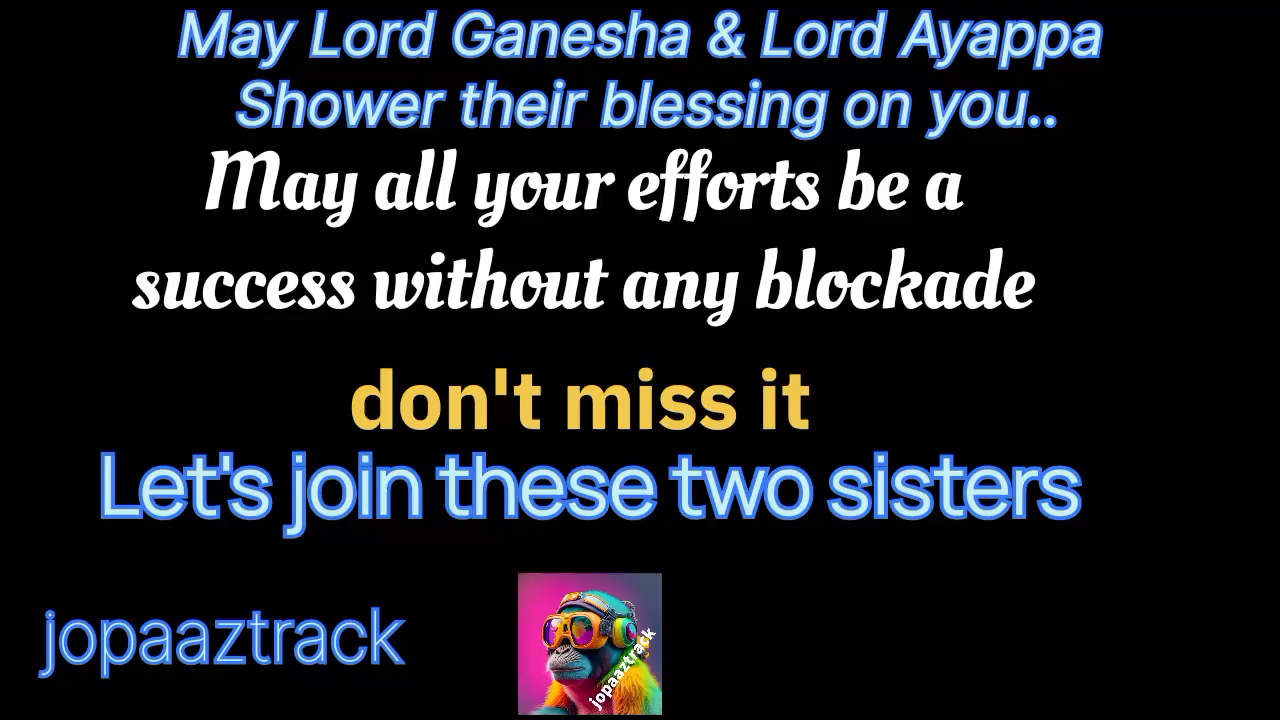 May Lord Ganesha & Lord Ayappa
Shower their blessing on you..
May all your efforts be a
success without any blockade
don't miss it
Let's join these two sisters
jopaaztrack
jopaaztrack